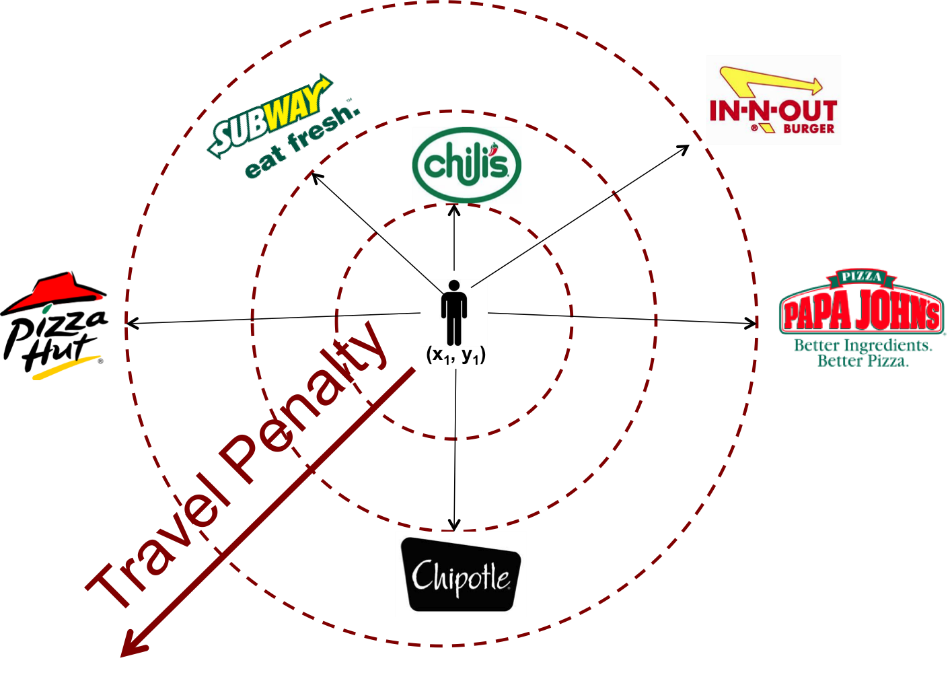 SUBWAY
eat fresh.
chili's
IN-N-OUT
® BURGER
Pizza
Hut®
PIZZA
PAPA JOHN'S
Better Ingredients.
Better Pizza.
(x₁, y₁)
Travel Penalty
Chipotle